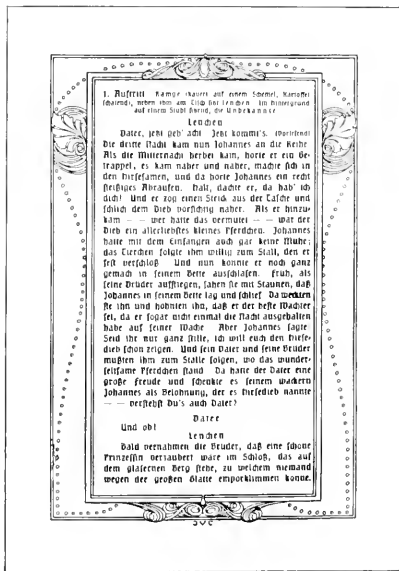 1. Auftritt Ramge (kauert auf einem Schemel, Kartoffel
schälend), neben ihm am Tisch sitzt Lenchen Im Hintergrund
auf einem Stuhl sitzend, die Unbekannte
Lenchen
Vater, jetzt geb' acht Jetzt kommt's. (vorlesend)
Die dritte Nacht kam nun Johannes an die Reihe
Als die Mitternacht herbei kam, hörte er ein Ge-
trappel, es kam näher und näher, machte sich in
den Hirsesamen, und da hörte Johannes ein recht
fleißiges Abraufen. Halt, dachte er, da hab' ich
dich! Und er zog einen Strick aus der Tasche und
schlich dem Dieb vorsichtig näher. Als er hinzu-
kam — — wer hätte das vermutet — — war der
Dieb ein allerliebstes kleines Pferdchen. Johannes
hatte mit dem Einfangen auch gar keine Mühe;
das Tierchen folgte ihm willig zum Stall, den er
fest verschloß Und nun konnte er noch ganz
gemach in seinem Bette ausschlafen. Früh, als
seine Brüder aufstiegen, sahen sie mit Staunen, daß
Johannes in seinem Bette lag und schlief Da weckten
sie ihn und höhnten ihn, daß er der beste Wächter
sei, da er sogar nicht einmal die Nacht ausgehalten
habe auf seiner Wache Aber Johannes sagte:
Seid ihr nur ganz stille, ich will euch den Hirse-
dieb schon zeigen. Und sein Vater und seine Brüder
mußten ihm zum Stalle folgen, wo das wunder-
seltsame Pferdchen stand Da hatte der Vater eine
große Freude und schenkte es seinem wackern
Johannes als Belohnung, der es Hirsedieb nannte
— — verstehst Du's auch Vater?
Vater
Und ob!
Lenchen
Bald vernahmen die Brüder, daß eine schöne
Prinzessin verzaubert wäre im Schloß, das auf
dem gläsernen Berg stehe, zu welchem niemand
wegen der großen Glätte emporklimmen könne.